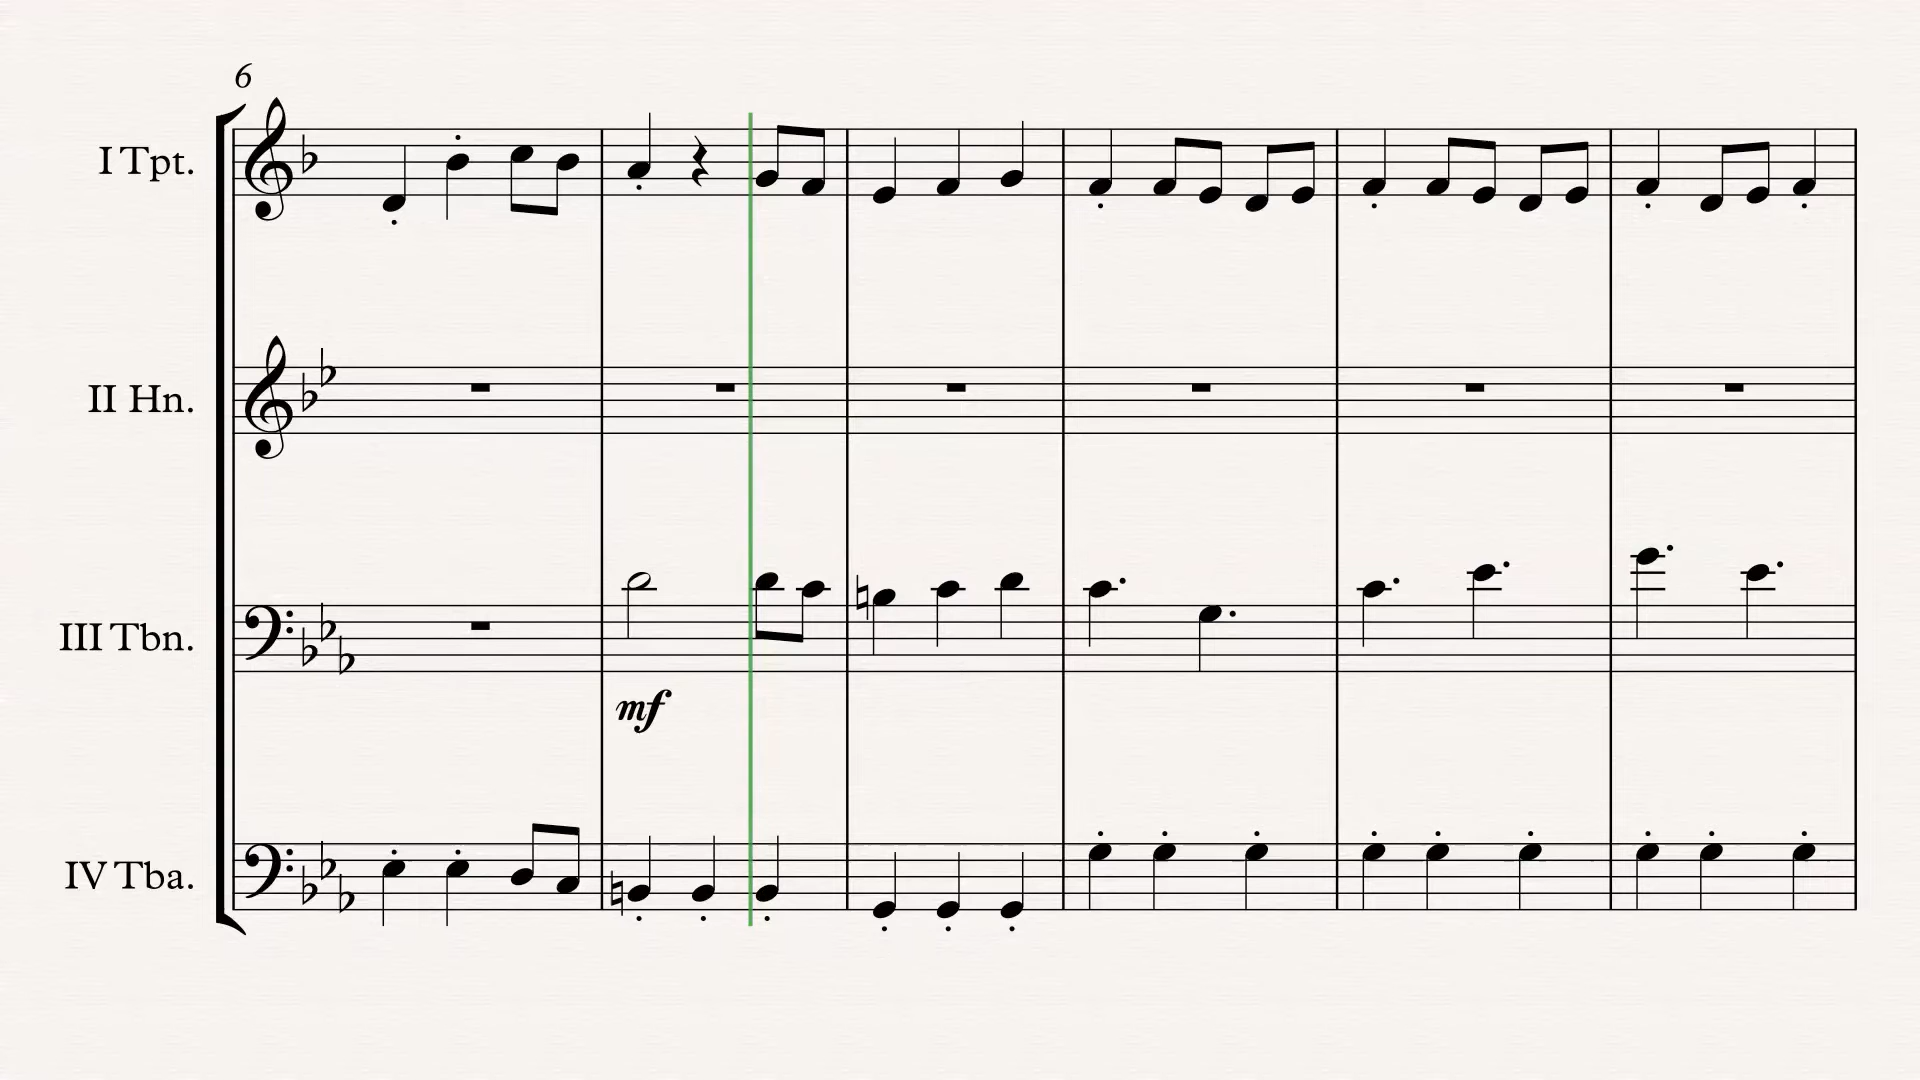 6
I Tpt.
II Hn.
III Tbn.
mf
IV Tba.